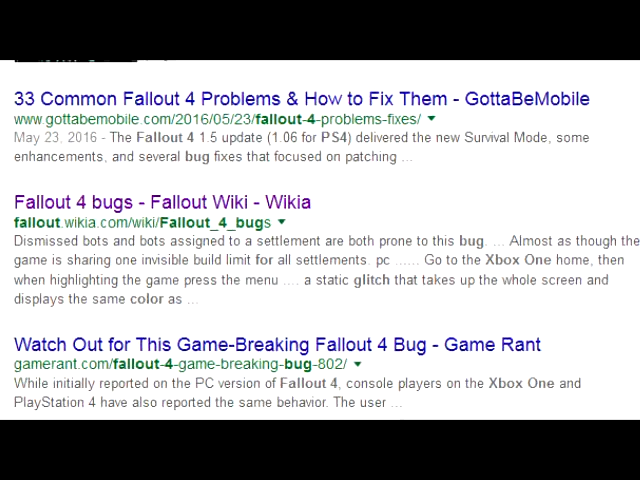 33 Common Fallout 4 Problems & How to Fix Them - GottaBeMobile
www.gottabemobile.com/2016/05/23/fallout-4-problems-fixes/
May 23, 2016 - The Fallout 4 1.5 update (1.06 for PS4) delivered the new Survival Mode, some
enhancements, and several bug fixes that focused on patching ...
Fallout 4 bugs - Fallout Wiki - Wikia
fallout.wikia.com/wiki/Fallout_4_bugs
Dismissed bots and bots assigned to a settlement are both prone to this bug. ... Almost as though the
game is sharing one invisible build limit for all settlements. pc ...... Go to the Xbox One home, then
when highlighting the game press the menu .... a static glitch that takes up the whole screen and
displays the same color as ...
Watch Out for This Game-Breaking Fallout 4 Bug - Game Rant
gamerant.com/fallout-4-game-breaking-bug-802/
While initially reported on the PC version of Fallout 4, console players on the Xbox One and
PlayStation 4 have also reported the same behavior. The user ...